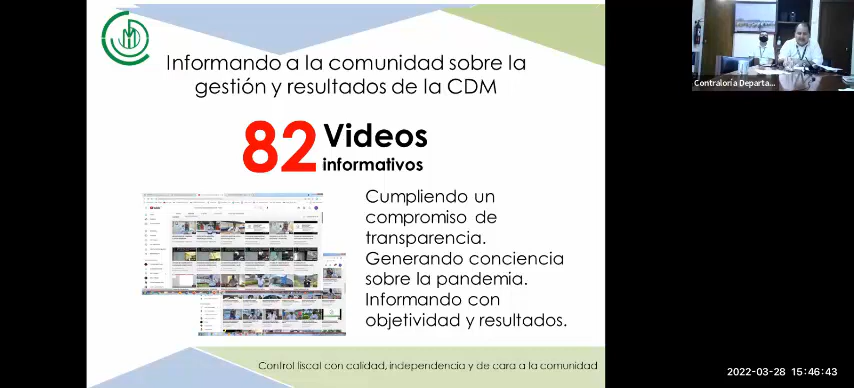 Informando a la comunidad sobre la
gestión y resultados de la CDM
82 Videos
informativos
Cumpliendo un
compromiso de
transparencia.
Generando conciencia
sobre la pandemia.
Informando con
objetividad y resultados.
Control fiscal con calidad, independencia y de cara a la comunidad
Contraloría Departa...
2022-03-28 15:46:43